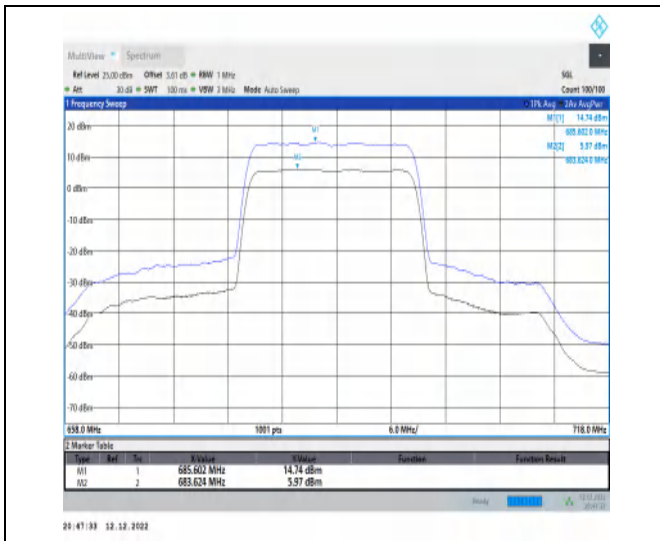 MultiView Spectrum
Ref Level 25.00 dBm Offset 5.61 dB RBW 1 MHz SGL
Att 30 dB SWT 100 ms VBW 3 MHz Mode Auto Sweep Count 100/100
1 Frequency Sweep 1Pk Avg 2Av AvgPwr
M1[1] 14.74 dBm
685.602 0 MHz
M2[2] 5.97 dBm
683.624 0 MHz
20 dBm
M1
10 dBm
M2
0 dBm
-10 dBm
-20 dBm
-30 dBm
-40 dBm
-50 dBm
-60 dBm
-70 dBm
658.0 MHz 1001 pts 6.0 MHz/ 718.0 MHz
2 Marker Table
Type Ref Trc X-Value Y-Value Function Function Result
M1 1 685.602 MHz 14.74 dBm
M2 2 683.624 MHz 5.97 dBm
Ready
20:47:33 12.12.2022